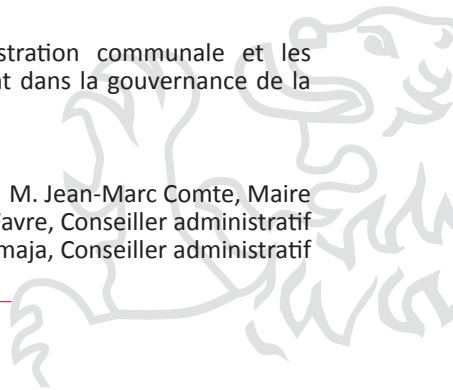 stration communale et les
t dans la gouvernance de la
M. Jean-Marc Comte, Maire
avre, Conseiller administratif
maja, Conseiller administratif